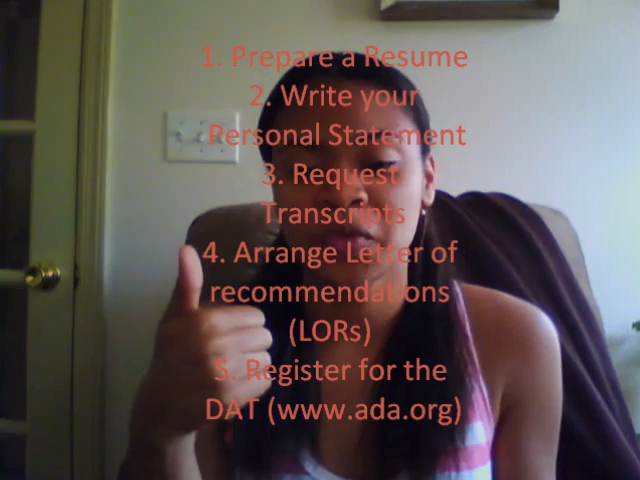 1. Prepare a Resume
2. Write your
Personal Statement
3. Request
Transcripts
4. Arrange Letter of
recommendations
(LORs)
5. Register for the
DAT (www.ada.org)